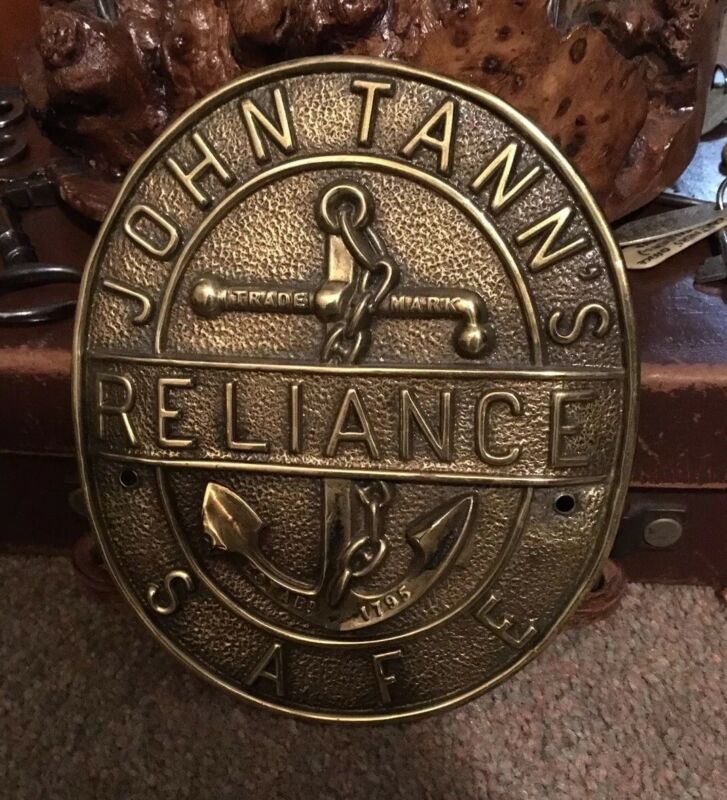 JOHN TANN'S
TRADE MARK
RELIANCE
1795
SAFE